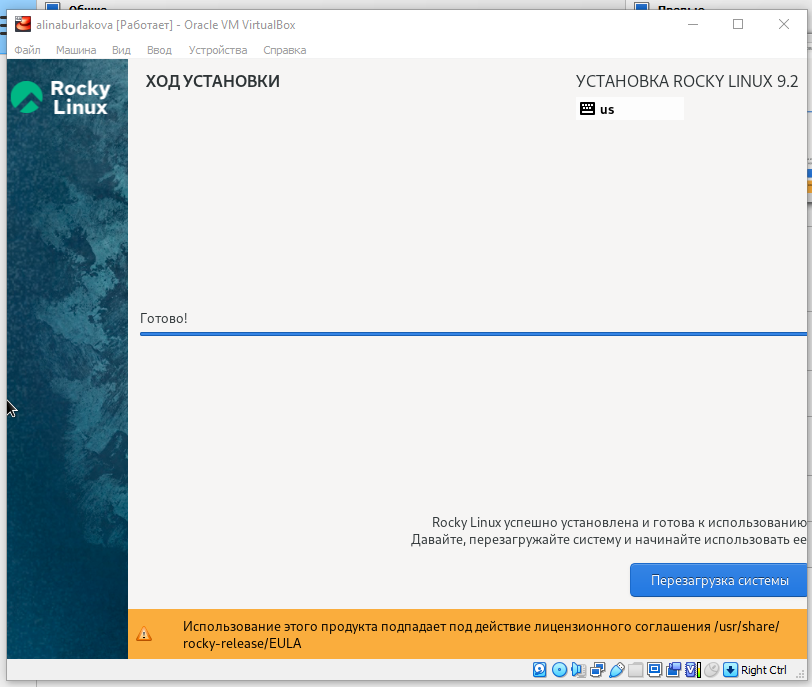 Общие
alinaburlakova [Работает] - Oracle VM VirtualBox
Файл Машина Вид Ввод Устройства Справка
Rocky
Linux
ХОД УСТАНОВКИ
УСТАНОВКА ROCKY LINUX 9.2
us
Готово!
Rocky Linux успешно установлена и готова к использованию
Давайте, перезагружайте систему и начинайте использовать ее
Перезагрузка системы
Использование этого продукта подпадает под действие лицензионного соглашения /usr/share/
rocky-release/EULA
Right Ctrl